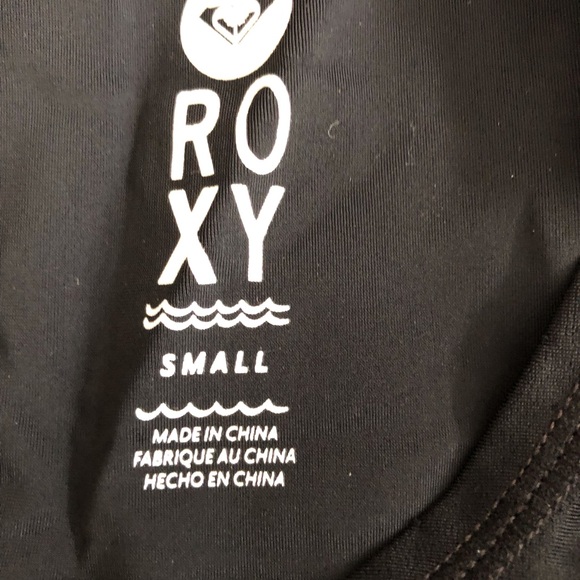 RO
XY
SMALL
MADE IN CHINA
FABRIQUE AU CHINA
HECHO EN CHINA